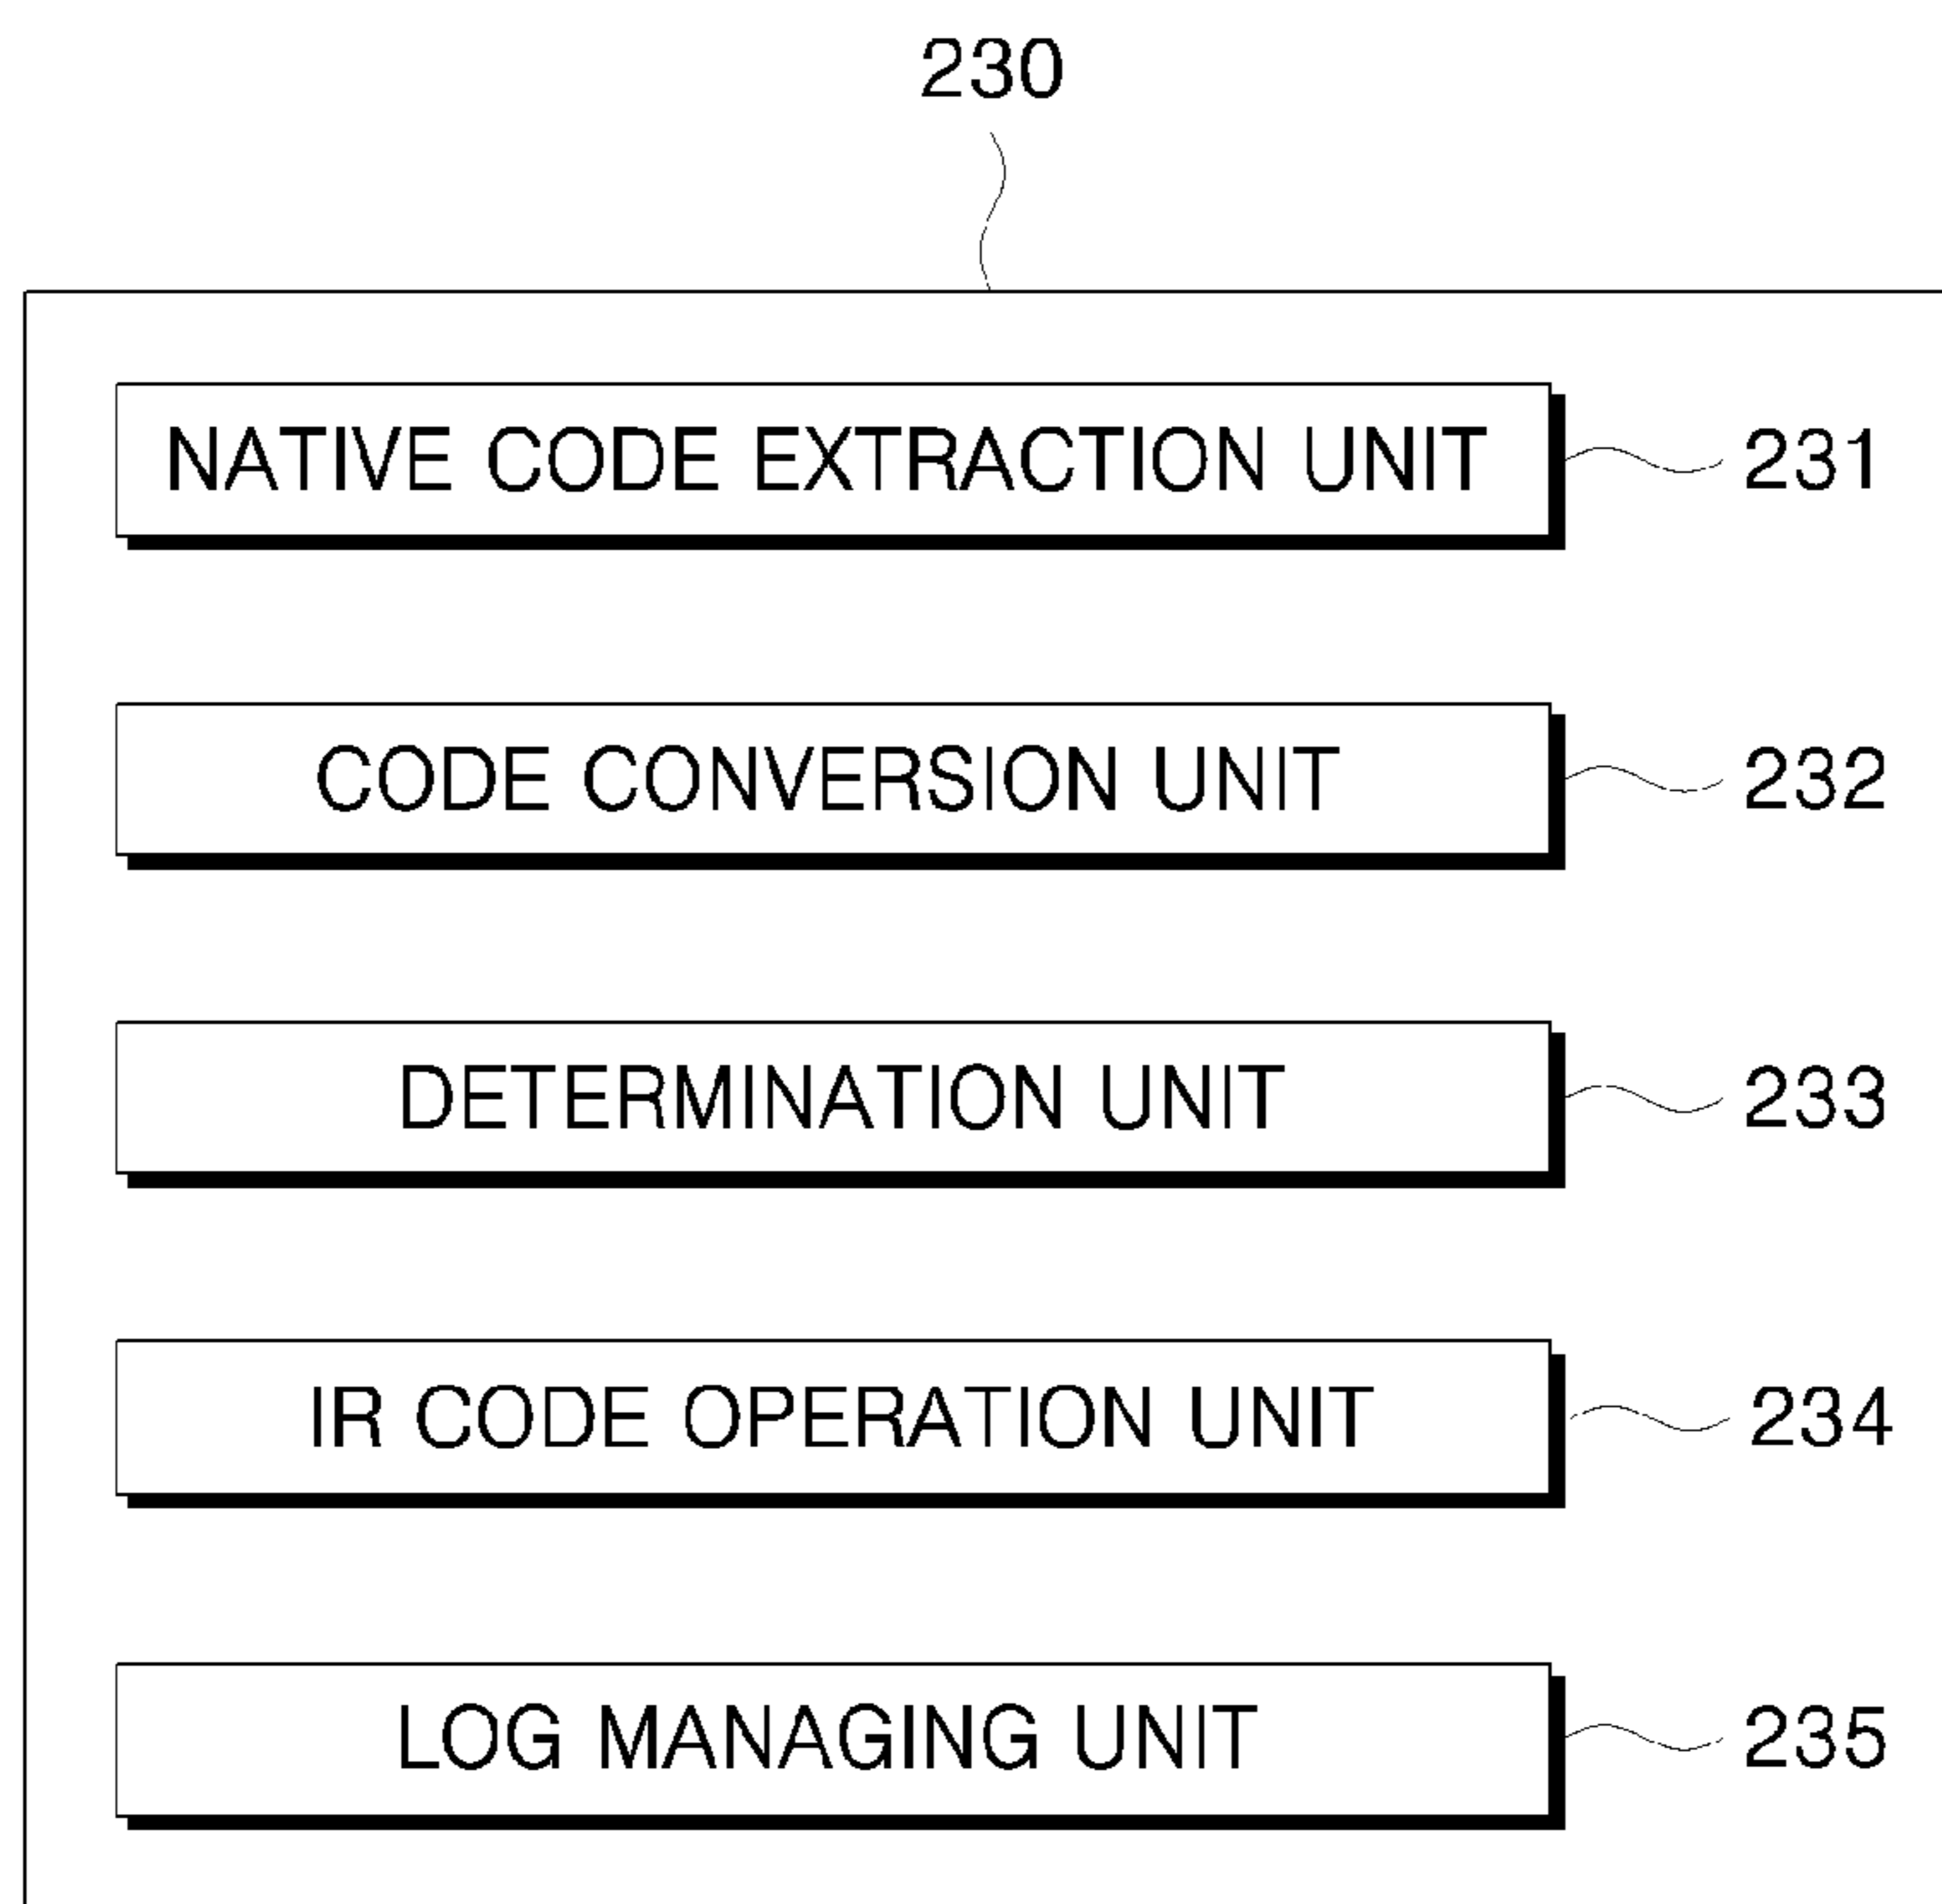 230
NATIVE CODE EXTRACTION UNIT 231
CODE CONVERSION UNIT 232
DETERMINATION UNIT 233
IR CODE OPERATION UNIT 234
LOG MANAGING UNIT 235